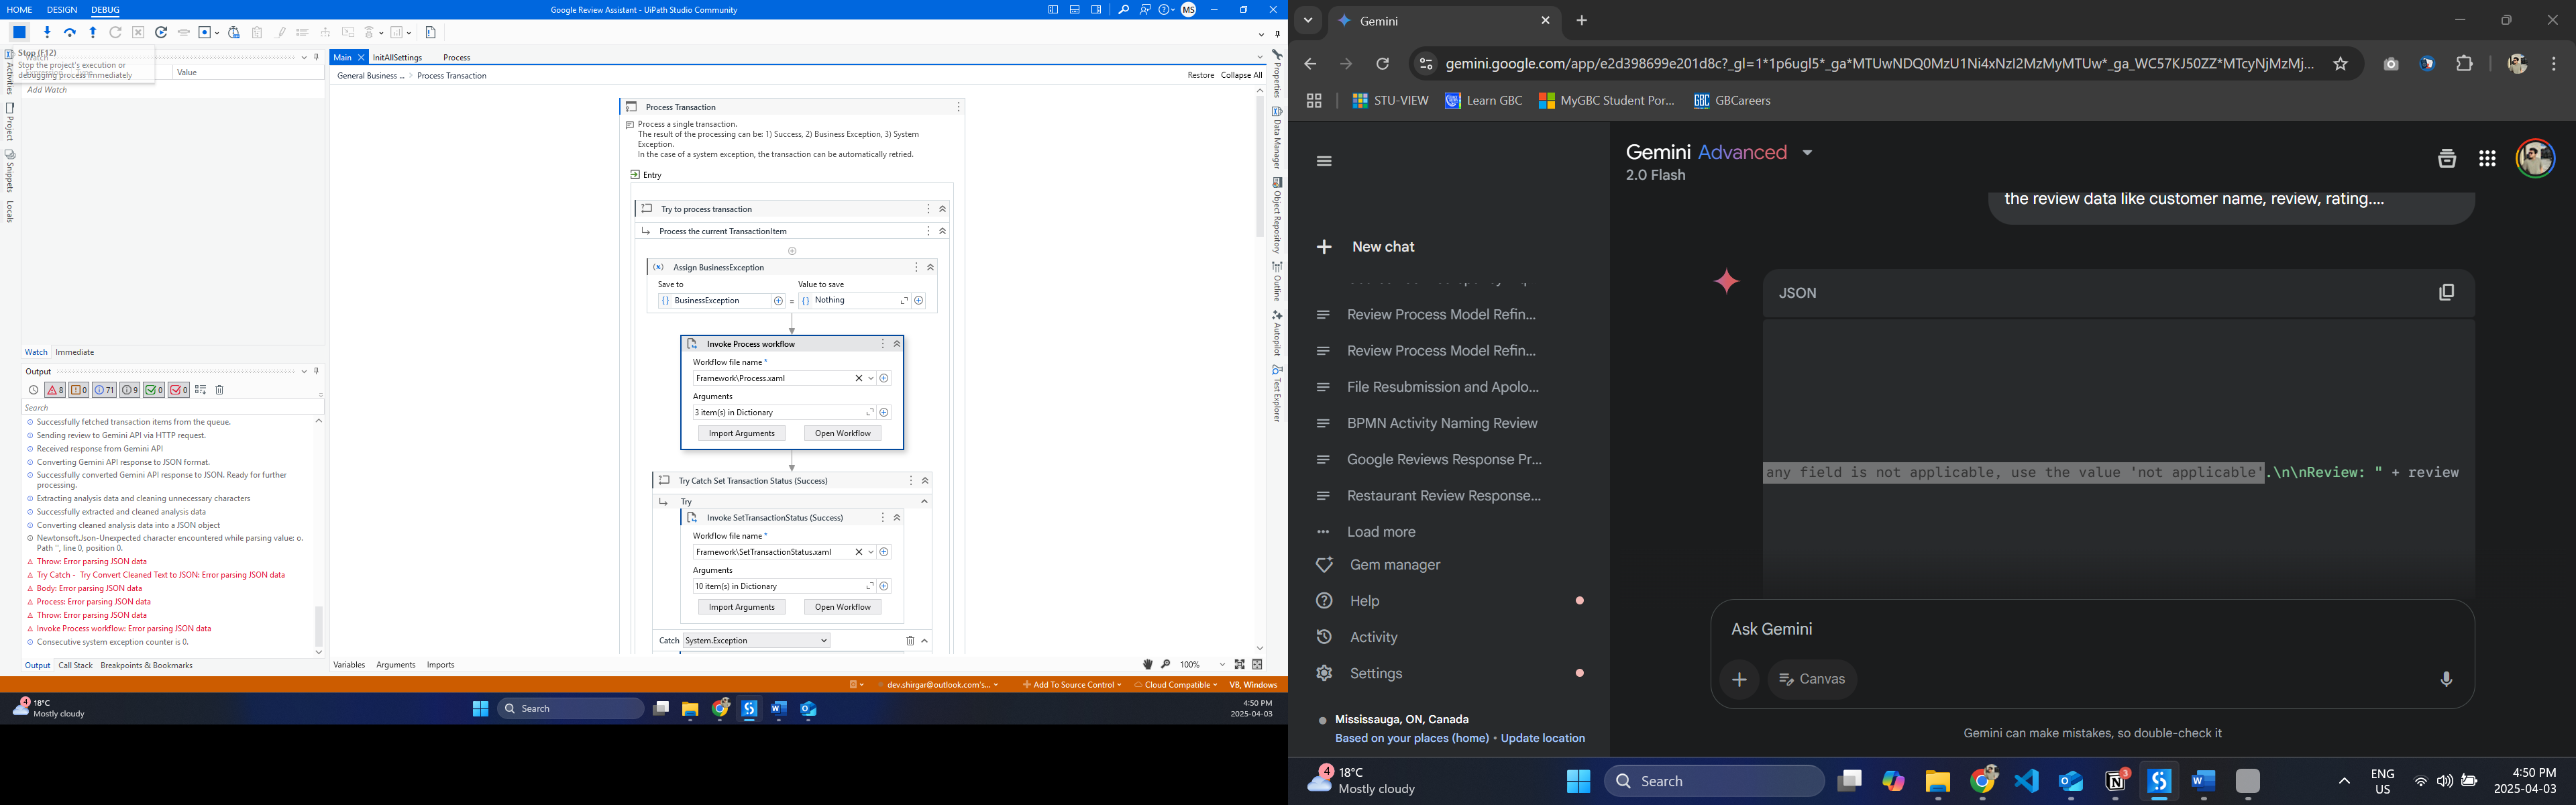 HOME DESIGN DEBUG
Google Review Assistant - UiPath Studio Community
MS
Stop (F12)
Stop the project's execution or
debugging process immediately
Watch
Value
Add Watch
Activities
Project
Snippets
Locals
Watch Immediate
Output
8 0 71 9 0 0
Search
Successfully fetched transaction items from the queue.
Sending review to Gemini API via HTTP request.
Received response from Gemini API
Converting Gemini API response to JSON format.
Successfully converted Gemini API response to JSON. Ready for further
processing.
Extracting analysis data and cleaning unnecessary characters
Successfully extracted and cleaned analysis data
Converting cleaned analysis data into a JSON object
Newtonsoft.Json-Unexpected character encountered while parsing value: o.
Path '', line 0, position 0.
Throw: Error parsing JSON data
Try Catch - Try Convert Cleaned Text to JSON: Error parsing JSON data
Body: Error parsing JSON data
Process: Error parsing JSON data
Throw: Error parsing JSON data
Invoke Process workflow: Error parsing JSON data
Consecutive system exception counter is 0.
Output Call Stack Breakpoints & Bookmarks
Main InitAllSettings Process
General Business ... > Process Transaction
Restore Collapse All
Process Transaction
Process a single transaction.
The result of the processing can be: 1) Success, 2) Business Exception, 3) System
Exception.
In the case of a system exception, the transaction can be automatically retried.
Entry
Try to process transaction
Process the current TransactionItem
Assign BusinessException
Save to Value to save
BusinessException = Nothing
Invoke Process workflow
Workflow file name *
Framework\Process.xaml
Arguments
3 item(s) in Dictionary
Import Arguments Open Workflow
Try Catch Set Transaction Status (Success)
Try
Invoke SetTransactionStatus (Success)
Workflow file name *
Framework\SetTransactionStatus.xaml
Arguments
10 item(s) in Dictionary
Import Arguments Open Workflow
Catch System.Exception
Variables Arguments Imports
100%
Properties
Data Manager
Object Repository
Outline
Autopilot
Test Explorer
dev.shirgar@outlook.com's... Add To Source Control Cloud Compatible VB, Windows
4
18°C
Mostly cloudy
Search
4:50 PM
2025-04-03
Gemini
gemini.google.com/app/e2d398699e201d8c?_gl=1*1p6ugl5*_ga*MTUwNDQ0MzU1Ni4xNzI2MzMyMTUw*_ga_WC57KJ50ZZ*MTcyNjMzMj...
STU-VIEW Learn GBC MyGBC Student Por... GBCareers
GBC
Gemini Advanced
2.0 Flash
New chat
Review Process Model Refin...
Review Process Model Refin...
File Resubmission and Apolo...
BPMN Activity Naming Review
Google Reviews Response Pr...
Restaurant Review Response...
Load more
Gem manager
Help
Activity
Settings
Mississauga, ON, Canada
Based on your places (home) • Update location
the review data like customer name, review, rating....
JSON
any field is not applicable, use the value 'not applicable'.\n\nReview: " + review
Ask Gemini
Canvas
Gemini can make mistakes, so double-check it
4
18°C
Mostly cloudy
Search
3
ENG
US
4:50 PM
2025-04-03